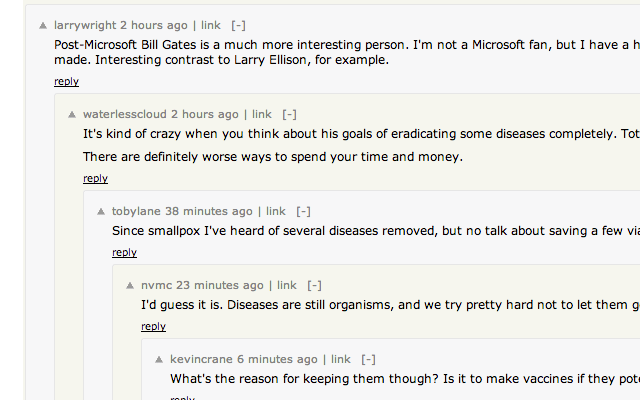 larrywright 2 hours ago | link [-]
Post-Microsoft Bill Gates is a much more interesting person. I'm not a Microsoft fan, but I have a h
made. Interesting contrast to Larry Ellison, for example.
reply
waterlesscloud 2 hours ago | link [-]
It's kind of crazy when you think about his goals of eradicating some diseases completely. Tot
There are definitely worse ways to spend your time and money.
reply
tobylane 38 minutes ago | link [-]
Since smallpox I've heard of several diseases removed, but no talk about saving a few via
reply
nvmc 23 minutes ago | link [-]
I'd guess it is. Diseases are still organisms, and we try pretty hard not to let them g
reply
kevincrane 6 minutes ago | link [-]
What's the reason for keeping them though? Is it to make vaccines if they pote
reply